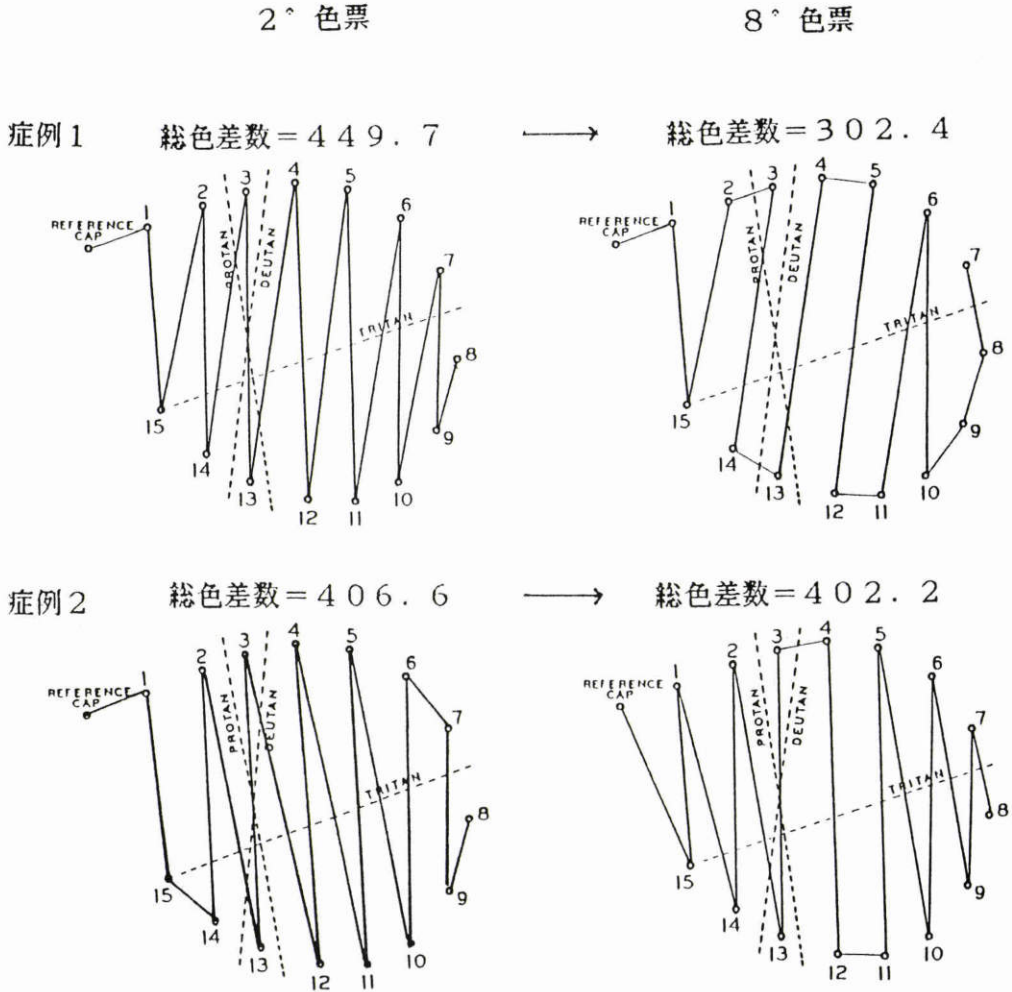 2° 色票
8° 色票
症例1
総色差数=449.7
→
総色差数=302.4
REFERENCE CAP
1
2
3
4
5
6
7
8
9
10
11
12
13
14
15
PROTAN
DEUTAN
TRITAN
REFERENCE CAP
1
2
3
4
5
6
7
8
9
10
11
12
13
14
15
PROTAN
DEUTAN
TRITAN
症例2
総色差数=406.6
→
総色差数=402.2
REFERENCE CAP
1
2
3
4
5
6
7
8
9
10
11
12
13
14
15
PROTAN
DEUTAN
TRITAN
REFERENCE CAP
1
2
3
4
5
6
7
8
9
10
11
12
13
14
15
PROTAN
DEUTAN
TRITAN